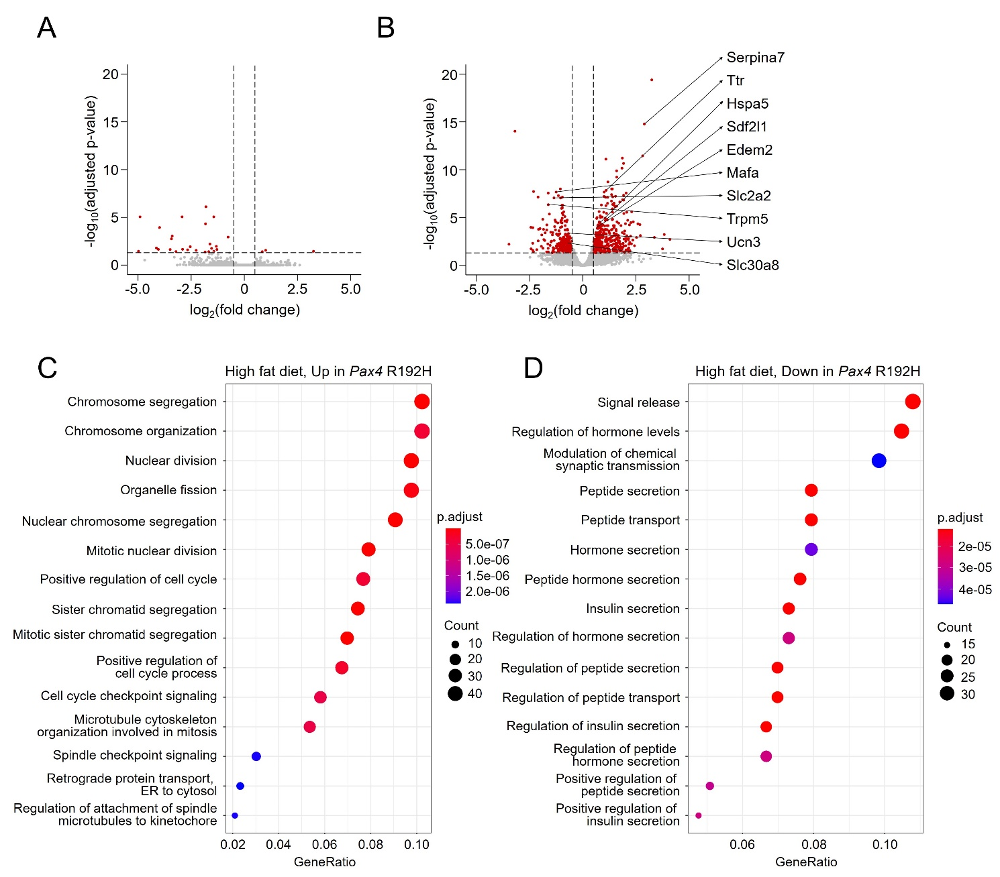 A
20
15
10
5
0
-log10(adjusted p-value)
-5.0 -2.5 0 2.5 5.0
log2(fold change)
B
20
15
10
5
0
-log10(adjusted p-value)
-5.0 -2.5 0 2.5 5.0
log2(fold change)
Serpina7
Ttr
Hspa5
Sdf2l1
Edem2
Mafa
Slc2a2
Trpm5
Ucn3
Slc30a8
C
High fat diet, Up in Pax4 R192H
Chromosome segregation
Chromosome organization
Nuclear division
Organelle fission
Nuclear chromosome segregation
Mitotic nuclear division
Positive regulation of cell cycle
Sister chromatid segregation
Mitotic sister chromatid segregation
Positive regulation of
cell cycle process
Cell cycle checkpoint signaling
Microtubule cytoskeleton
organization involved in mitosis
Spindle checkpoint signaling
Retrograde protein transport,
ER to cytosol
Regulation of attachment of spindle
microtubules to kinetochore
0.02 0.04 0.06 0.08 0.10
GeneRatio
p.adjust
5.0e-07
1.0e-06
1.5e-06
2.0e-06
Count
10
20
30
40
D
High fat diet, Down in Pax4 R192H
Signal release
Regulation of hormone levels
Modulation of chemical
synaptic transmission
Peptide secretion
Peptide transport
Hormone secretion
Peptide hormone secretion
Insulin secretion
Regulation of hormone secretion
Regulation of peptide secretion
Regulation of peptide transport
Regulation of insulin secretion
Regulation of peptide
hormone secretion
Positive regulation of
peptide secretion
Positive regulation of
insulin secretion
0.06 0.08 0.10
GeneRatio
p.adjust
2e-05
3e-05
4e-05
Count
15
20
25
30